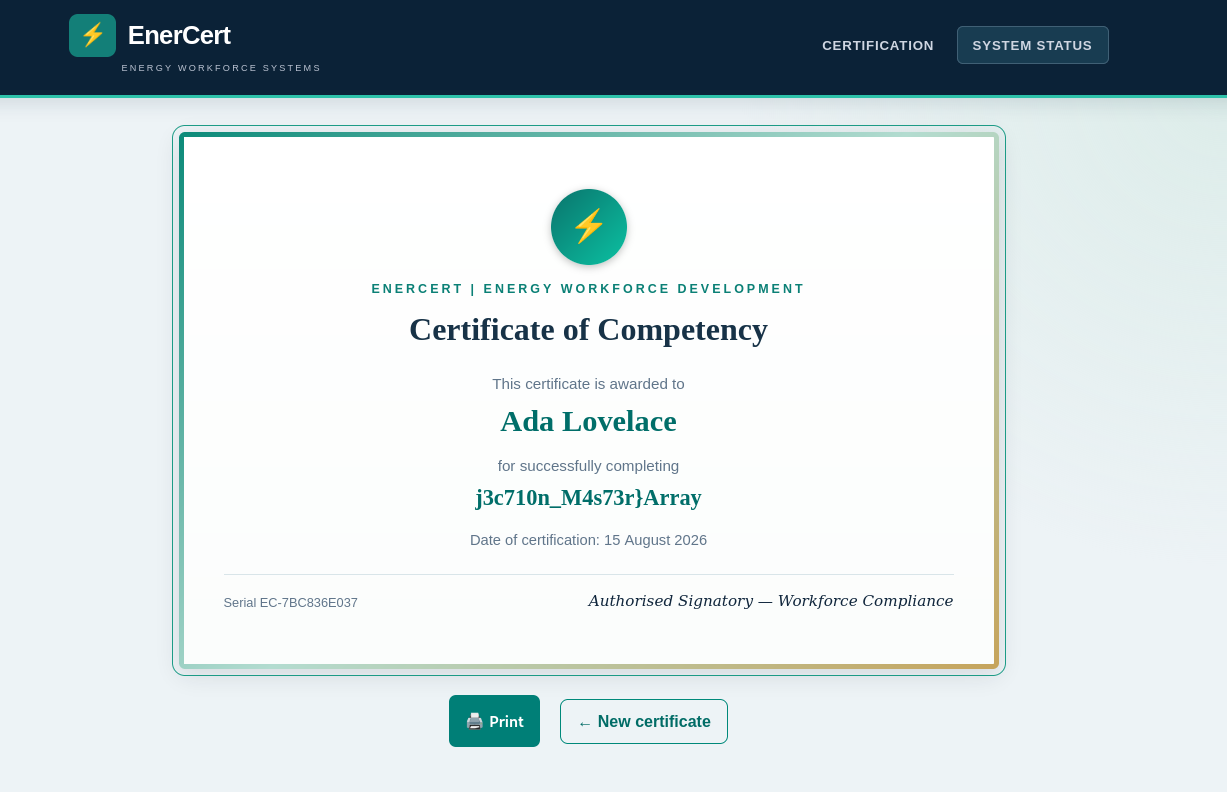 ⚡ EnerCert
ENERGY WORKFORCE SYSTEMS
CERTIFICATION
SYSTEM STATUS
⚡
ENERCERT | ENERGY WORKFORCE DEVELOPMENT
Certificate of Competency
This certificate is awarded to
Ada Lovelace
for successfully completing
j3c710n_M4s73r}Array
Date of certification: 15 August 2026
Serial EC-7BC836E037
Authorised Signatory — Workforce Compliance
🖨️ Print
← New certificate